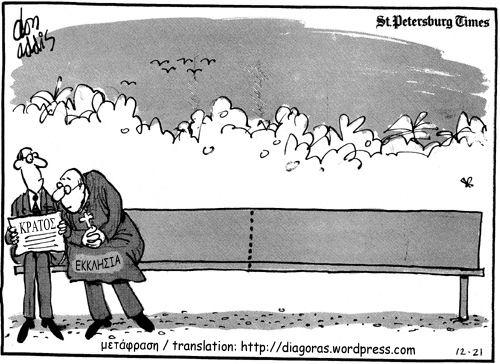 don
addis
St. Petersburg Times
ΚΡΑΤΟΣ
ΕΚΚΛΗΣΙΑ
μετάφραση / translation: http://diagoras.wordpress.com
12-21